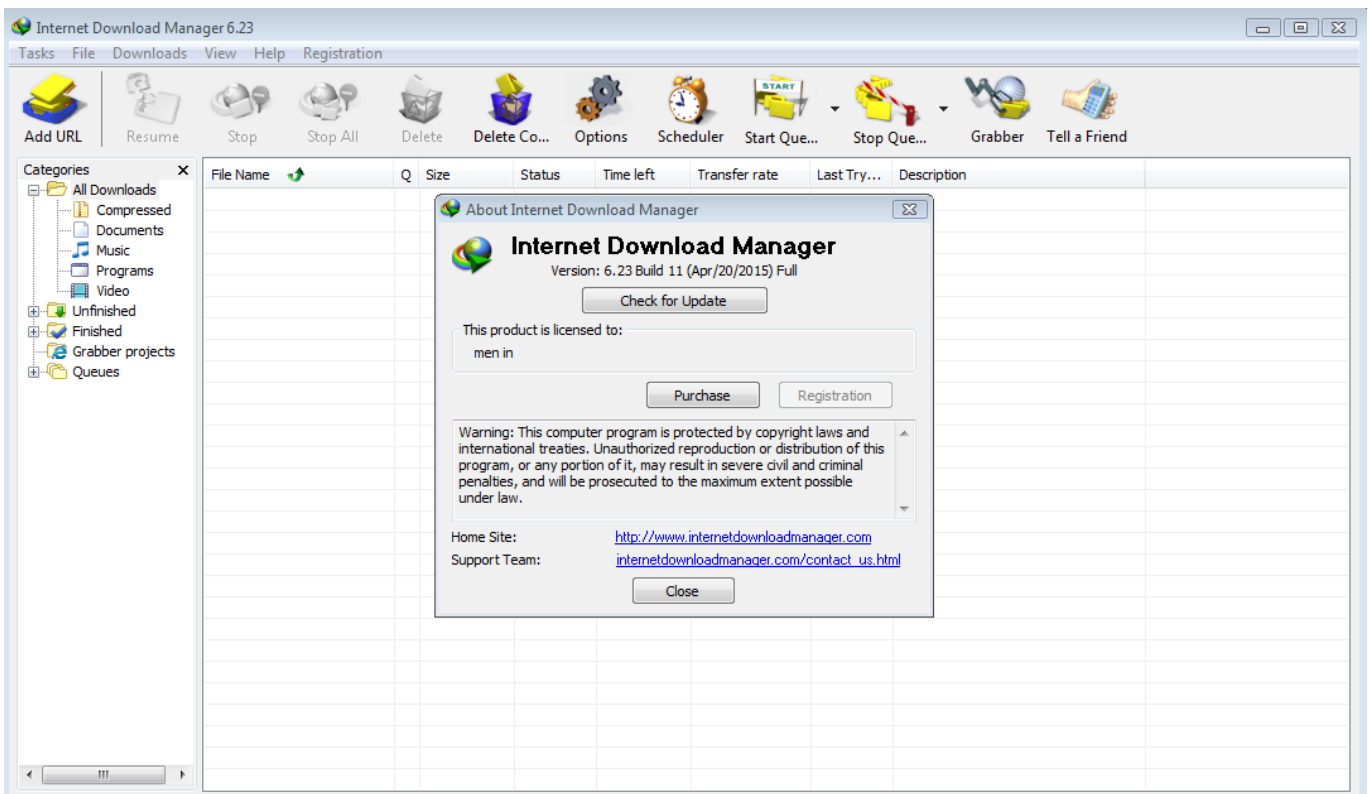 Internet Download Manager 6.23
Tasks File Downloads View Help Registration
Add URL Resume Stop Stop All Delete Delete Co... Options Scheduler Start Que... Stop Que... Grabber Tell a Friend
START
Categories
All Downloads
Compressed
Documents
Music
Programs
Video
Unfinished
Finished
Grabber projects
Queues
File Name Q Size Status Time left Transfer rate Last Try... Description
About Internet Download Manager
Internet Download Manager
Version: 6.23 Build 11 (Apr/20/2015) Full
Check for Update
This product is licensed to:
men in
Purchase Registration
Warning: This computer program is protected by copyright laws and
international treaties. Unauthorized reproduction or distribution of this
program, or any portion of it, may result in severe civil and criminal
penalties, and will be prosecuted to the maximum extent possible
under law.
Home Site: http://www.internetdownloadmanager.com
Support Team: internetdownloadmanager.com/contact_us.html
Close